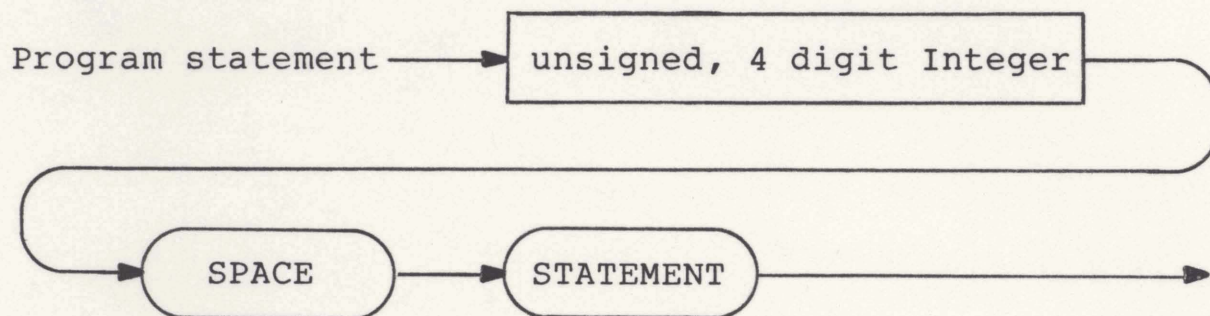 Program statement unsigned, 4 digit Integer
SPACE STATEMENT